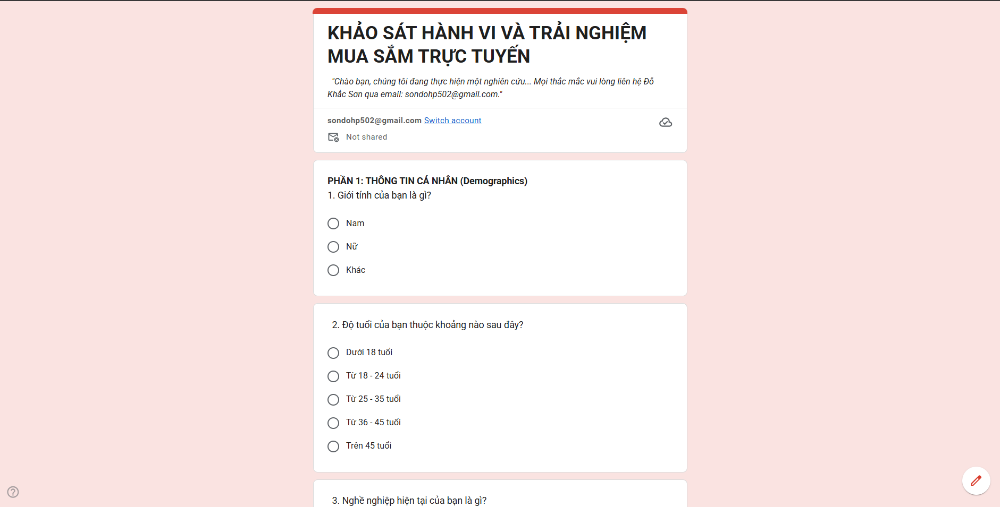 KHẢO SÁT HÀNH VI VÀ TRẢI NGHIỆM
MUA SẮM TRỰC TUYẾN
"Chào bạn, chúng tôi đang thực hiện một nghiên cứu... Mọi thắc mắc vui lòng liên hệ Đỗ
Khắc Sơn qua email: sondohp502@gmail.com."
sondohp502@gmail.com Switch account
Not shared
PHẦN 1: THÔNG TIN CÁ NHÂN (Demographics)
1. Giới tính của bạn là gì?
Nam
Nữ
Khác
2. Độ tuổi của bạn thuộc khoảng nào sau đây?
Dưới 18 tuổi
Từ 18 - 24 tuổi
Từ 25 - 35 tuổi
Từ 36 - 45 tuổi
Trên 45 tuổi
3. Nghề nghiệp hiện tại của bạn là gì?